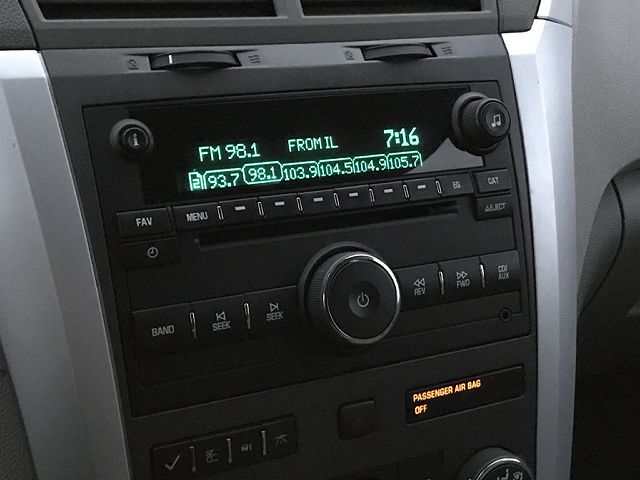 FM 98.1 FROM IL 7:16
2 93.7 98.1 103.9 104.5 104.9 105.7
FAV MENU EQ CAT
EJECT
BAND SEEK SEEK REV FWD CD/AUX
PASSENGER AIR BAG
OFF